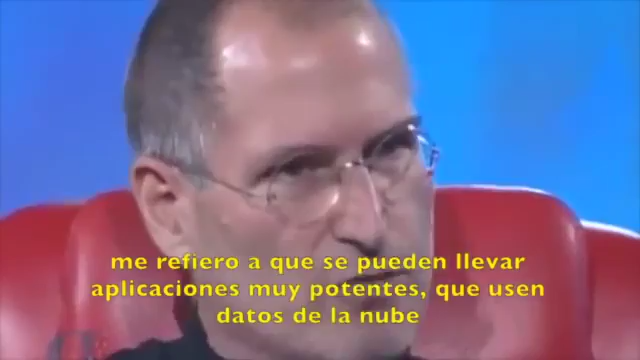 me refiero a que se pueden llevar
aplicaciones muy potentes, que usen
datos de la nube